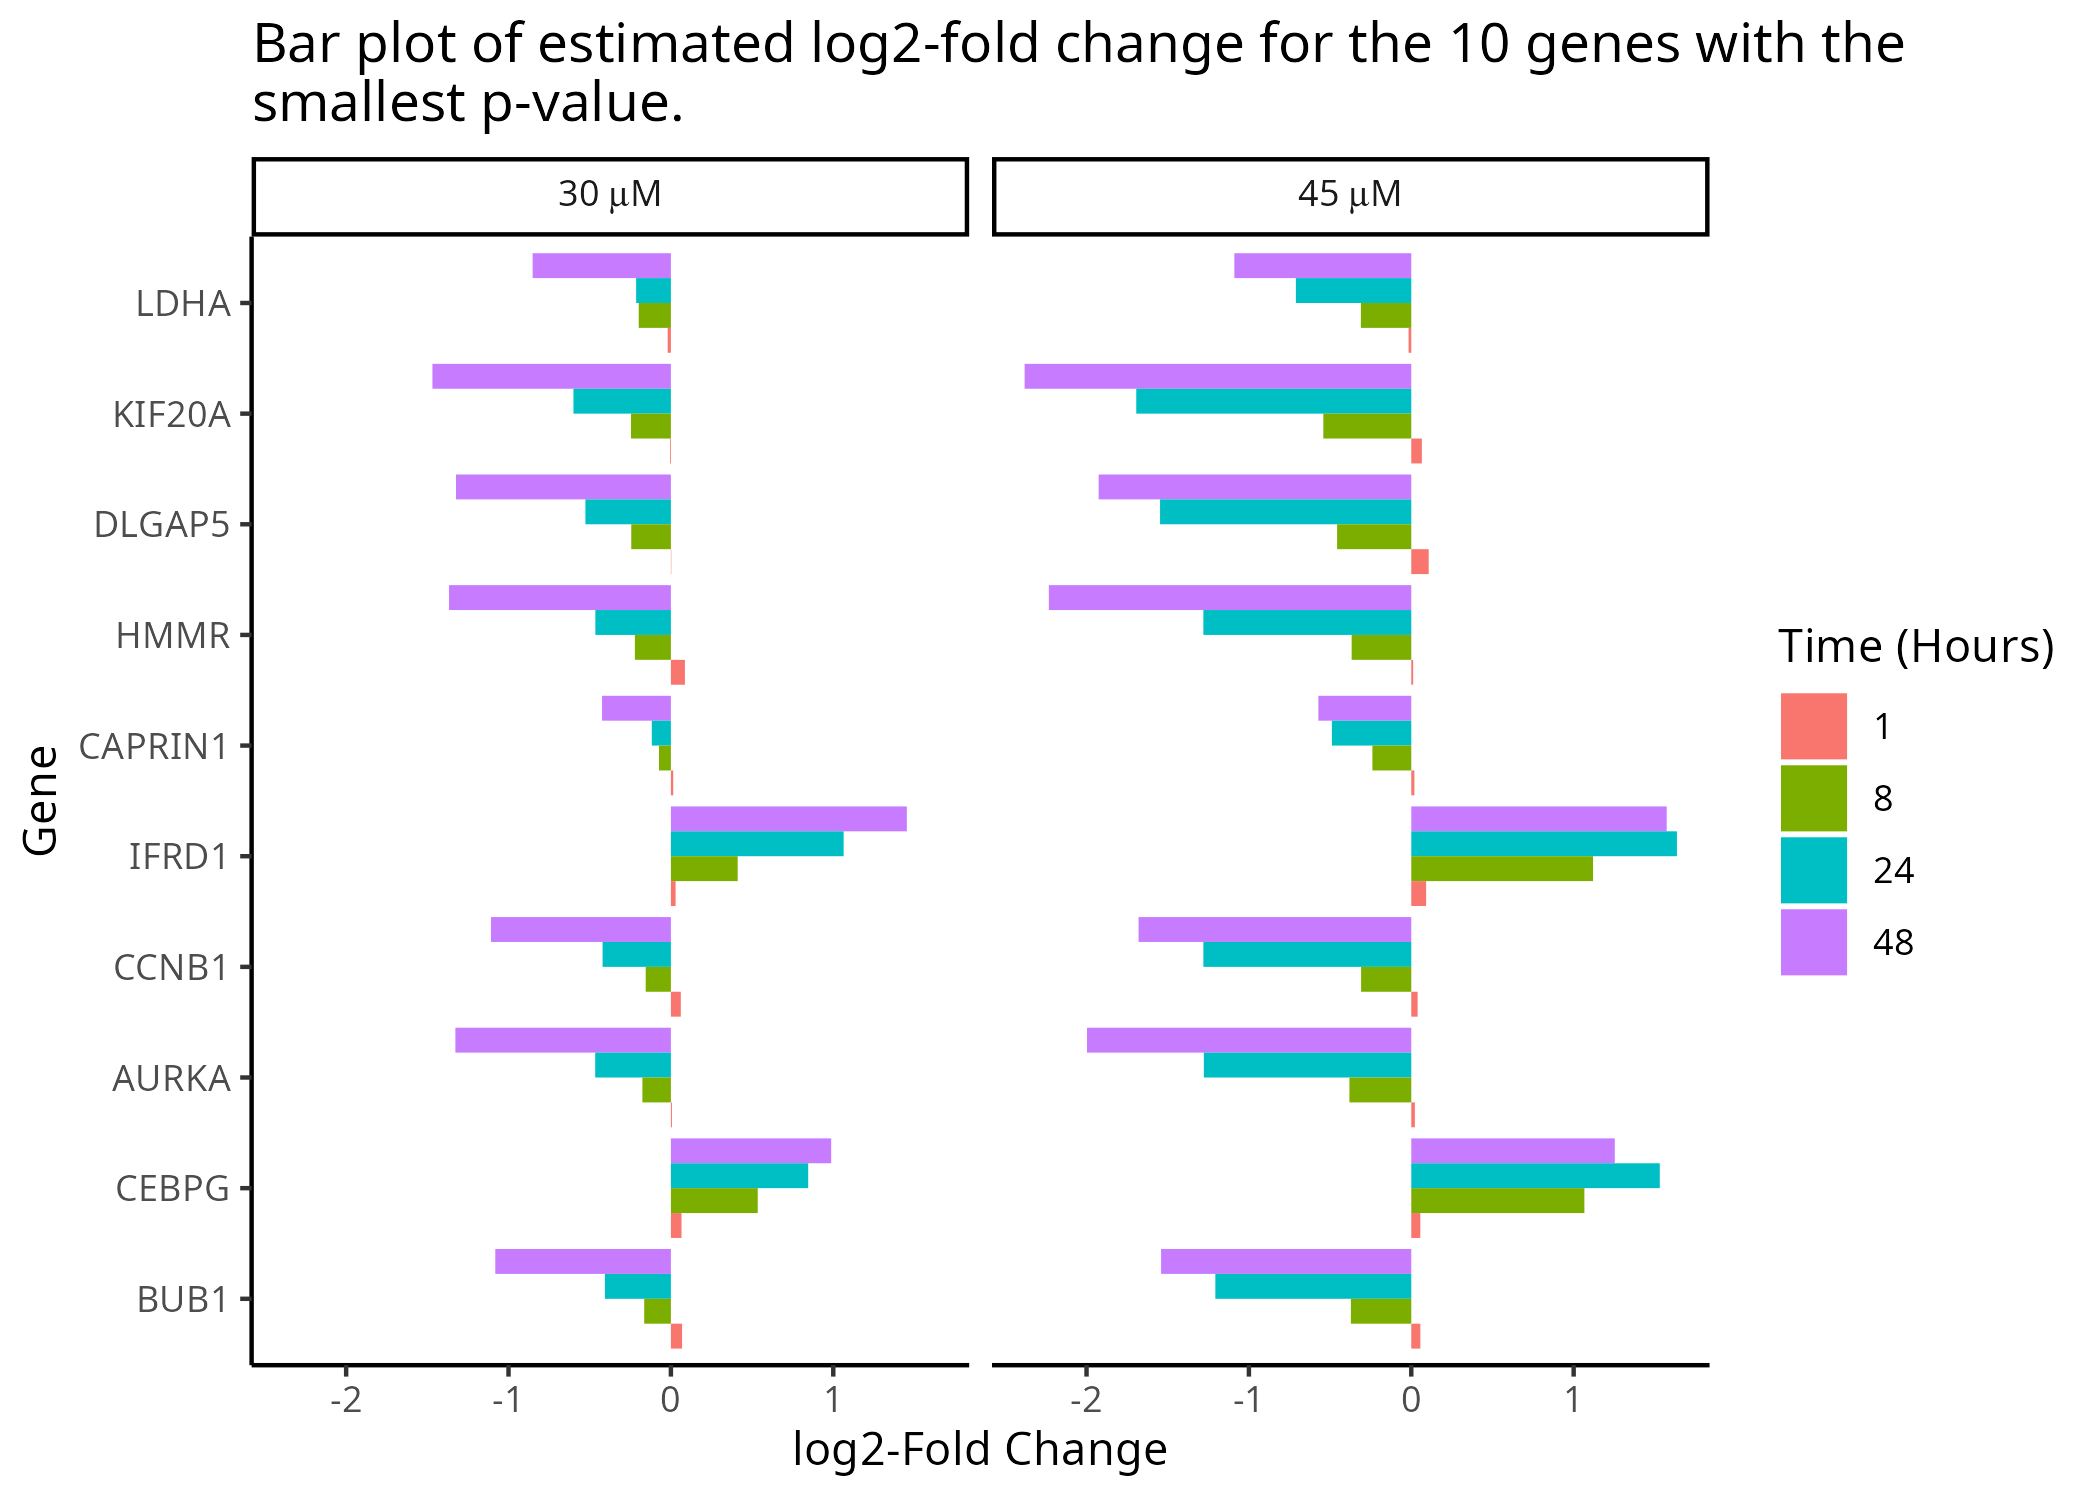 Bar plot of estimated log2-fold change for the 10 genes with the
smallest p-value.
30 μM
45 μM
LDHA
KIF20A
DLGAP5
HMMR
CAPRIN1
IFRD1
CCNB1
AURKA
CEBPG
BUB1
Gene
-2 -1 0 1
-2 -1 0 1
log2-Fold Change
Time (Hours)
1
8
24
48